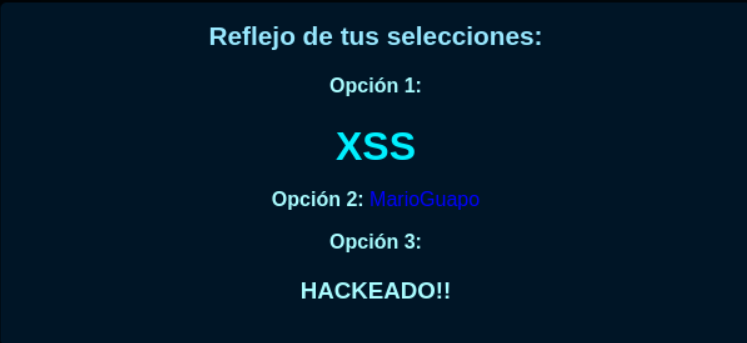 Reflejo de tus selecciones:
Opción 1:
XSS
Opción 2: MarioGuapo
Opción 3:
HACKEADO!!